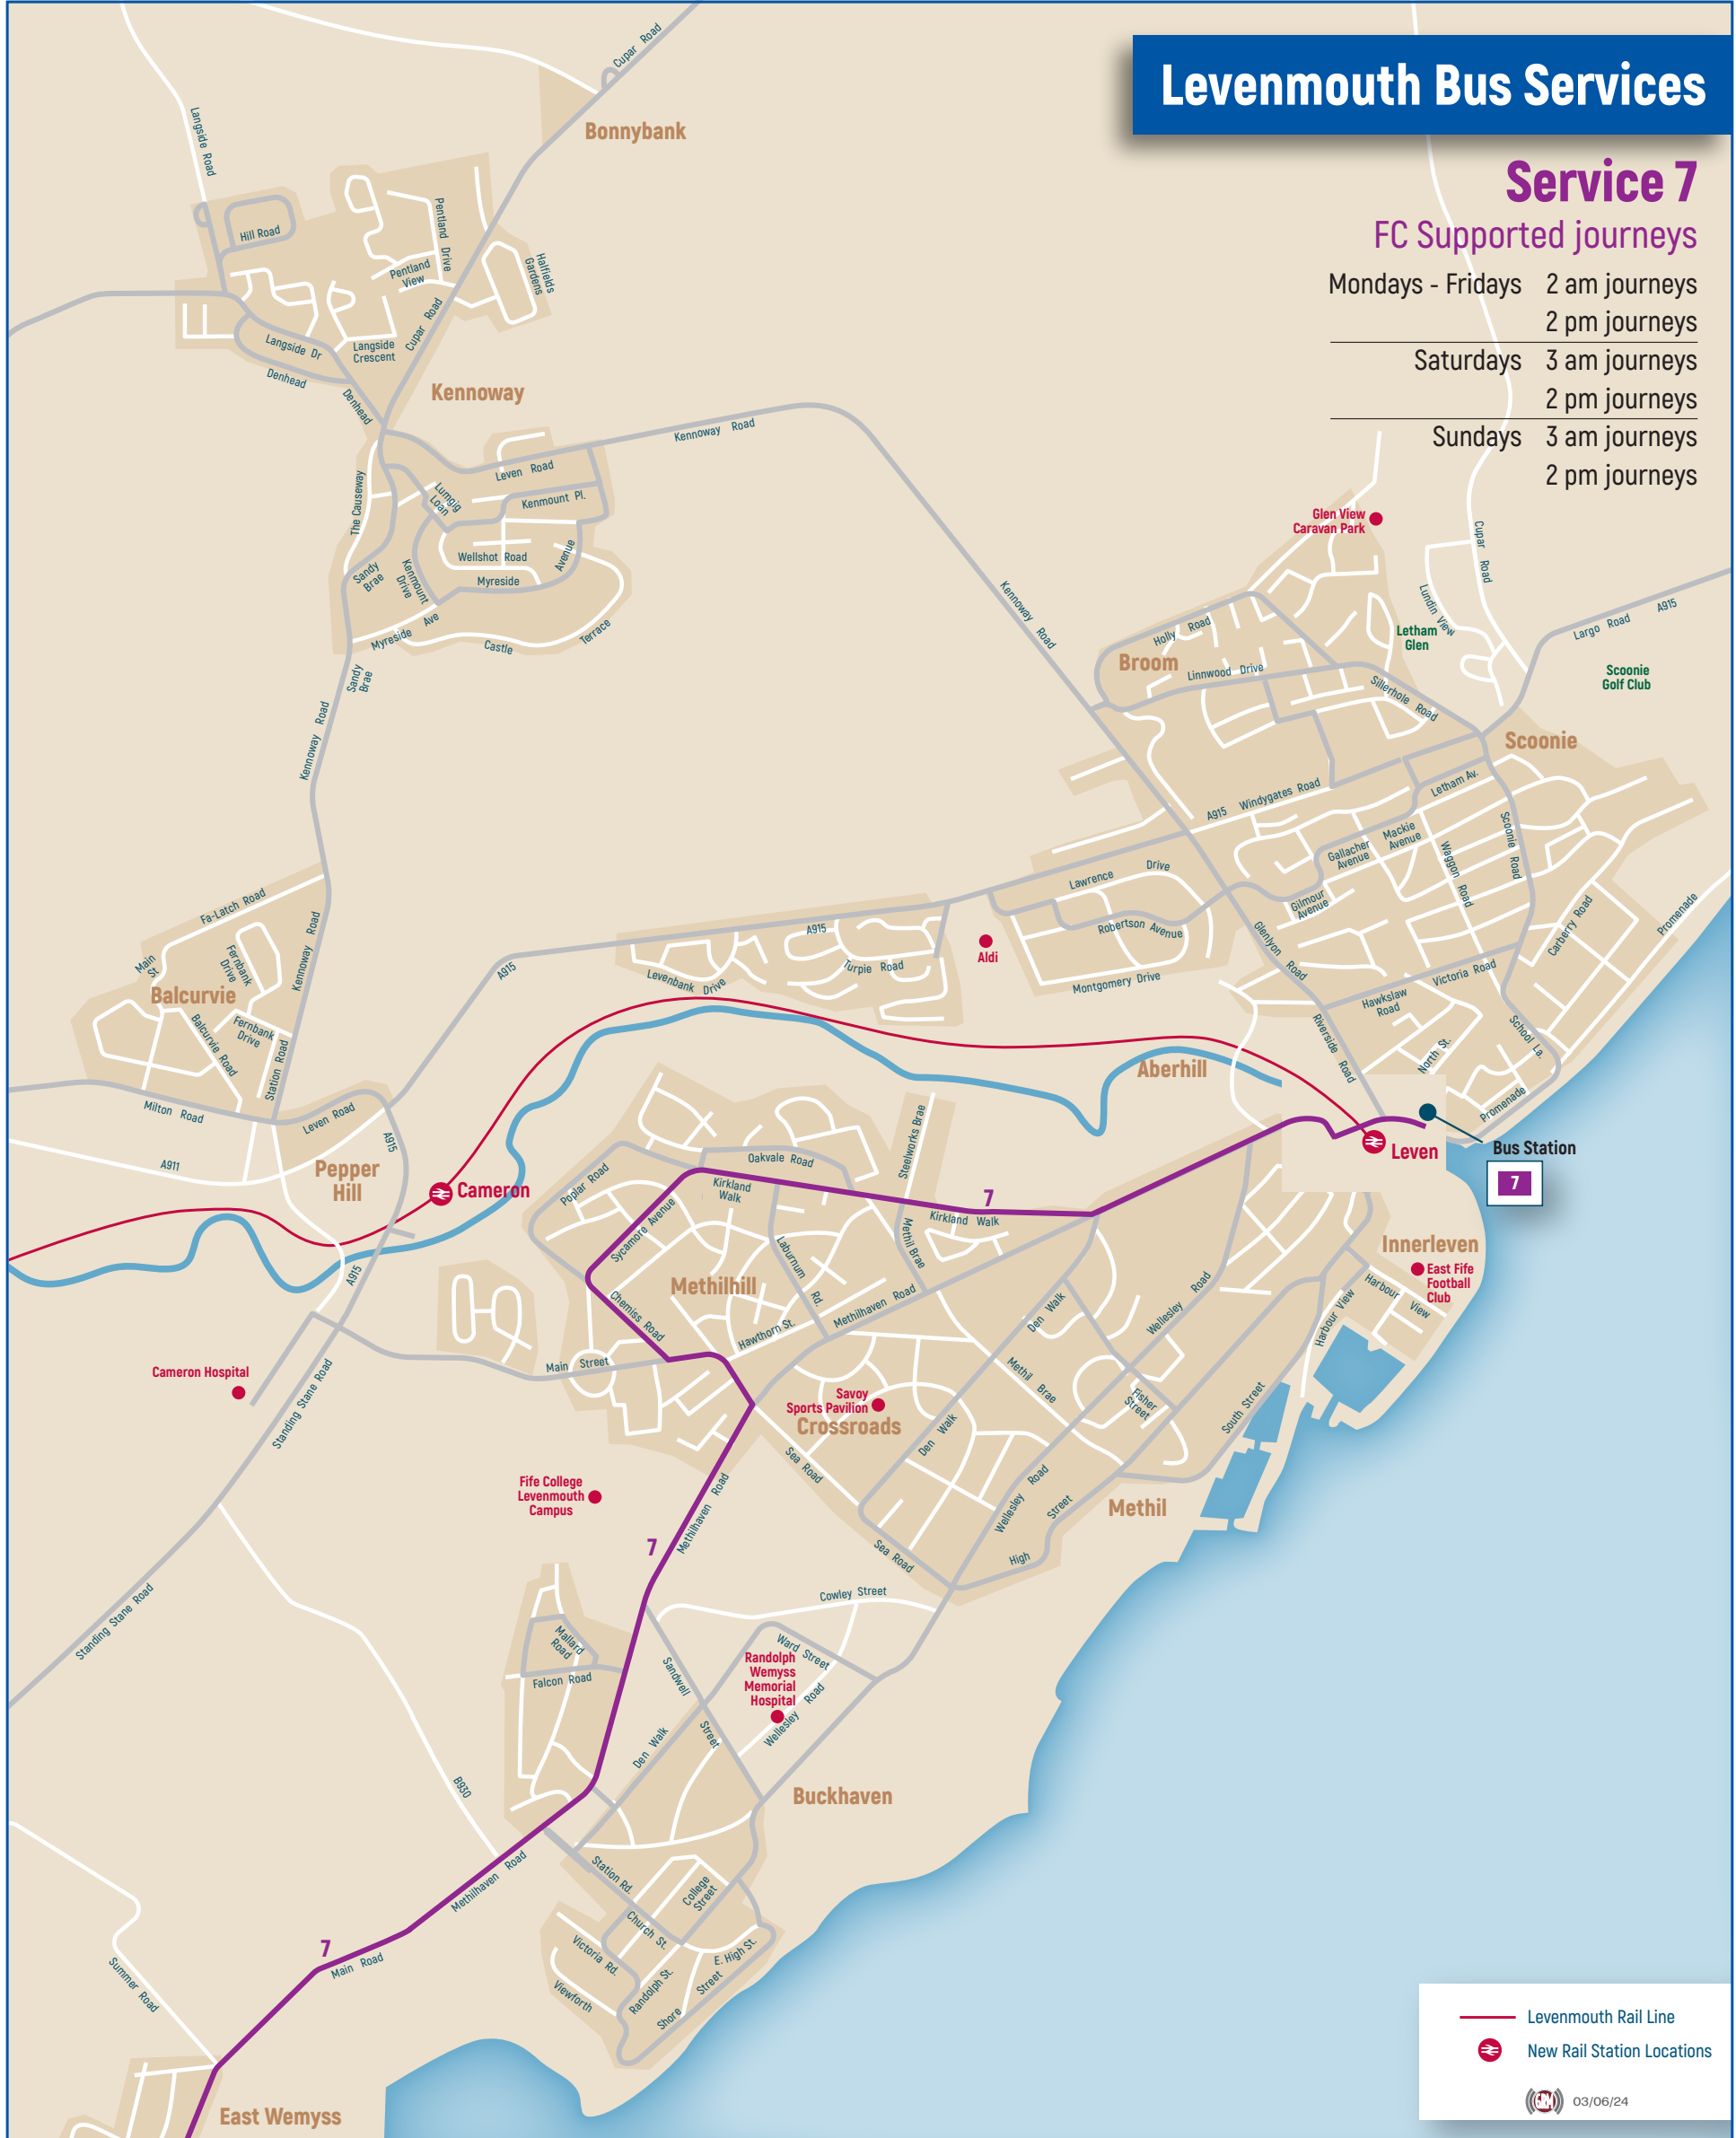 Levenmouth Bus Services
Service 7
FC Supported journeys
Mondays - Fridays 2 am journeys
2 pm journeys
Saturdays 3 am journeys
2 pm journeys
Sundays 3 am journeys
2 pm journeys
Cupar Road
Bonnybank
Langside Road
Hill Road
Pentland Drive
Pentland
View
Halfields
Gardens
Cupar Road
Langside Dr
Langside
Crescent
Denhead
Denhead
Kennoway
Kennoway Road
Leven Road
Lumgig
Loan
Kenmount Pl.
The Causeway
Wellshot Road
Avenue
Sandy
Brae
Kenmount
Drive
Myreside
Myreside Ave
Castle
Terrace
Sandy
Brae
Kennoway Road
Kennoway Road
Glen View
Caravan Park
Cupar Road
Lundin View
Letham
Glen
Largo Road A915
Scoonie
Golf Club
Holly Road
Broom
Linnwood Drive
Sillerhole Road
Scoonie
A915 Windygates Road
Letham Av.
Mackie
Avenue
Gallacher
Avenue
Waggon Road
Scoonie Road
Lawrence Drive
Gilmour
Avenue
Robertson Avenue
Carberry Road
Promenade
Glenlyon Road
Victoria Road
Hawkslaw
Road
Montgomery Drive
Aldi
A915
Turpie Road
Levenbank Drive
A915
Fa-Latch Road
Main
St
Fernbank
Drive
Kennoway Road
Balcurvie
Balcurvie Road
Fernbank
Drive
Station Road
Milton Road
Leven Road
A915
A911
Pepper
Hill
Cameron
Aberhill
Riverside Road
North St.
School La.
Promenade
Bus Station
7
Leven
Steelworks Brae
Oakvale Road
Poplar Road
Kirkland
Walk
7
Kirkland Walk
Sycamore Avenue
Methil Brae
Laburnum Rd.
Methilhill
Chemiss Road
Methilhaven Road
Hawthorn St.
Main Street
Den Walk
Wellesley Road
Innerleven
East Fife
Football
Club
Harbour View
Harbour View
A915
Cameron Hospital
Standing Stane Road
Methil Brae
Fisher
Street
South Street
Savoy
Sports Pavilion
Crossroads
Den Walk
Sea Road
Fife College
Levenmouth
Campus
Methilhaven Road
7
Wellesley Road
High Street
Methil
Sea Road
Cowley Street
Standing Stane Road
Mallard
Road
Falcon Road
Sandwell Street
Ward Street
Randolph
Wemyss
Memorial
Hospital
Wellesley Road
Den Walk
Buckhaven
B930
Methilhaven Road
Station Rd.
College
Street
Church St.
Victoria Rd.
E. High St.
Viewforth
Randolph St.
Shore Street
7
Main Road
Summer Road
East Wemyss
Levenmouth Rail Line
New Rail Station Locations
03/06/24